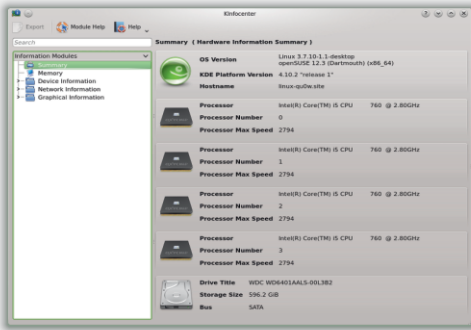 KInfocenter
Export Module Help Help
Search
Summary ( Hardware Information Summary )
Information Modules
Summary
Memory
Device Information
Network Information
Graphical Information
OS Version Linux 3.7.10-1.1-desktop
openSUSE 12.3 (Dartmouth) (x86_64)
KDE Platform Version 4.10.2 "release 1"
Hostname linux-qu0w.site
Processor Intel(R) Core(TM) i5 CPU 760 @ 2.80GHz
Processor Number 0
Processor Max Speed 2794
Processor Intel(R) Core(TM) i5 CPU 760 @ 2.80GHz
Processor Number 1
Processor Max Speed 2794
Processor Intel(R) Core(TM) i5 CPU 760 @ 2.80GHz
Processor Number 2
Processor Max Speed 2794
Processor Intel(R) Core(TM) i5 CPU 760 @ 2.80GHz
Processor Number 3
Processor Max Speed 2794
Drive Title WDC WD6401AALS-00L3B2
Storage Size 596.2 GiB
Bus SATA